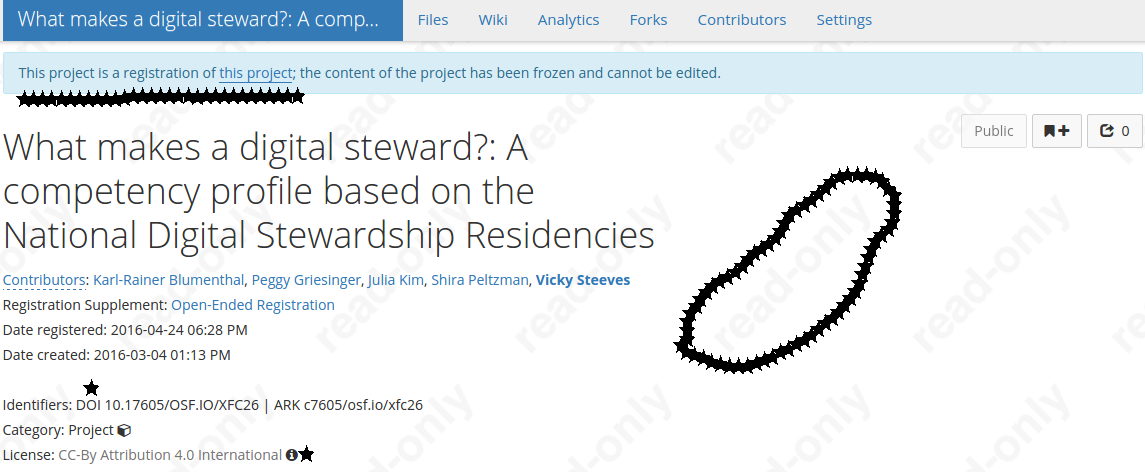 What makes a digital steward?: A comp... Files Wiki Analytics Forks Contributors Settings
This project is a registration of this project; the content of the project has been frozen and cannot be edited.
Public 0
What makes a digital steward?: A
competency profile based on the
National Digital Stewardship Residencies
Contributors: Karl-Rainer Blumenthal, Peggy Griesinger, Julia Kim, Shira Peltzman, Vicky Steeves
Registration Supplement: Open-Ended Registration
Date registered: 2016-04-24 06:28 PM
Date created: 2016-03-04 01:13 PM
Identifiers: DOI 10.17605/OSF.IO/XFC26 | ARK c7605/osf.io/xfc26
Category: Project
License: CC-By Attribution 4.0 International
read-only